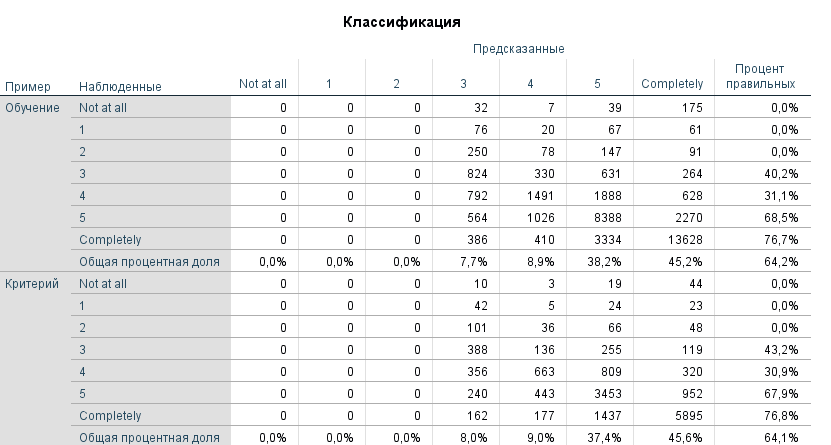 Классификация
Предсказанные
Пример Наблюденные Not at all 1 2 3 4 5 Completely Процент правильных
Обучение Not at all 0 0 0 32 7 39 175 0,0%
1 0 0 0 76 20 67 61 0,0%
2 0 0 0 250 78 147 91 0,0%
3 0 0 0 824 330 631 264 40,2%
4 0 0 0 792 1491 1888 628 31,1%
5 0 0 0 564 1026 8388 2270 68,5%
Completely 0 0 0 386 410 3334 13628 76,7%
Общая процентная доля 0,0% 0,0% 0,0% 7,7% 8,9% 38,2% 45,2% 64,2%
Критерий Not at all 0 0 0 10 3 19 44 0,0%
1 0 0 0 42 5 24 23 0,0%
2 0 0 0 101 36 66 48 0,0%
3 0 0 0 388 136 255 119 43,2%
4 0 0 0 356 663 809 320 30,9%
5 0 0 0 240 443 3453 952 67,9%
Completely 0 0 0 162 177 1437 5895 76,8%
Общая процентная доля 0,0% 0,0% 0,0% 8,0% 9,0% 37,4% 45,6% 64,1%